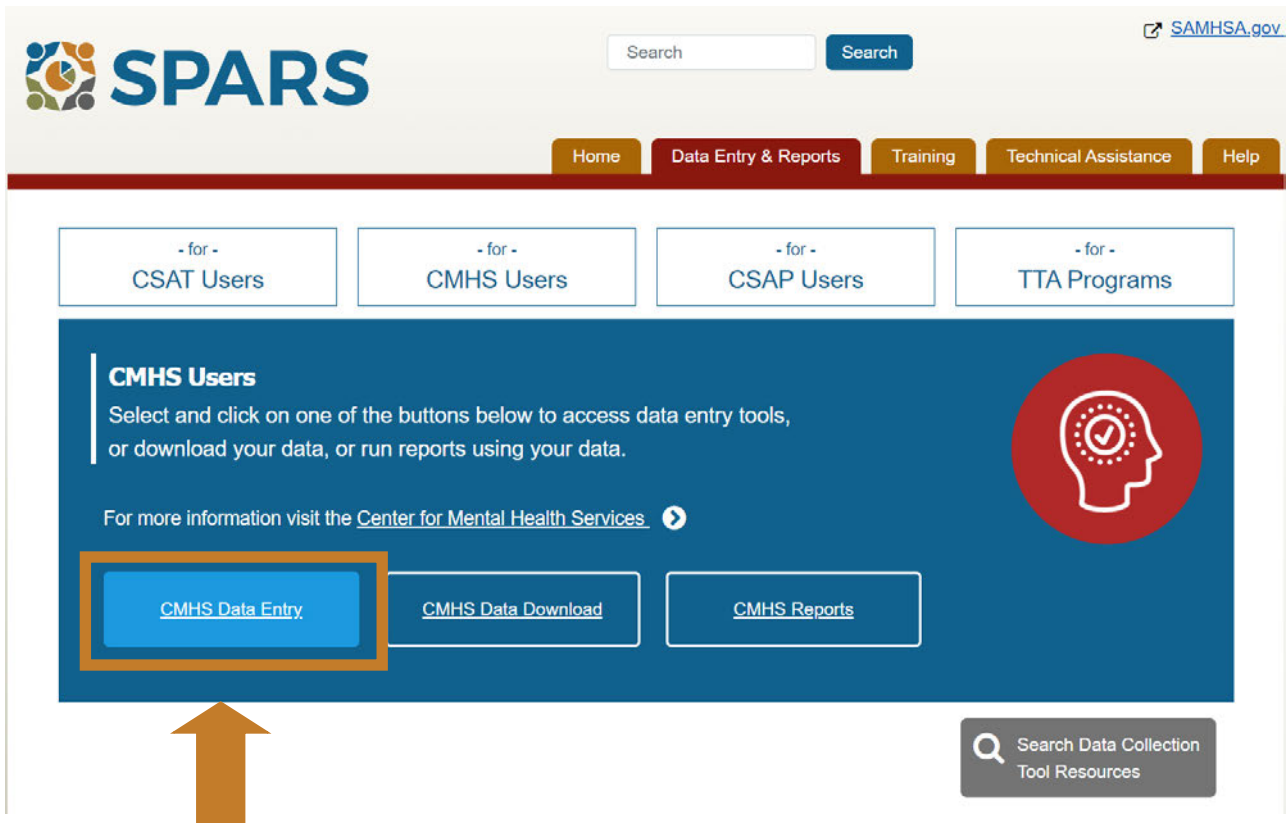 SAMHSA.gov
SPARS
Search
Search
Home
Data Entry & Reports
Training
Technical Assistance
Help
- for -
CSAT Users
- for -
CMHS Users
- for -
CSAP Users
- for -
TTA Programs
CMHS Users
Select and click on one of the buttons below to access data entry tools,
or download your data, or run reports using your data.
For more information visit the Center for Mental Health Services
CMHS Data Entry
CMHS Data Download
CMHS Reports
Search Data Collection
Tool Resources